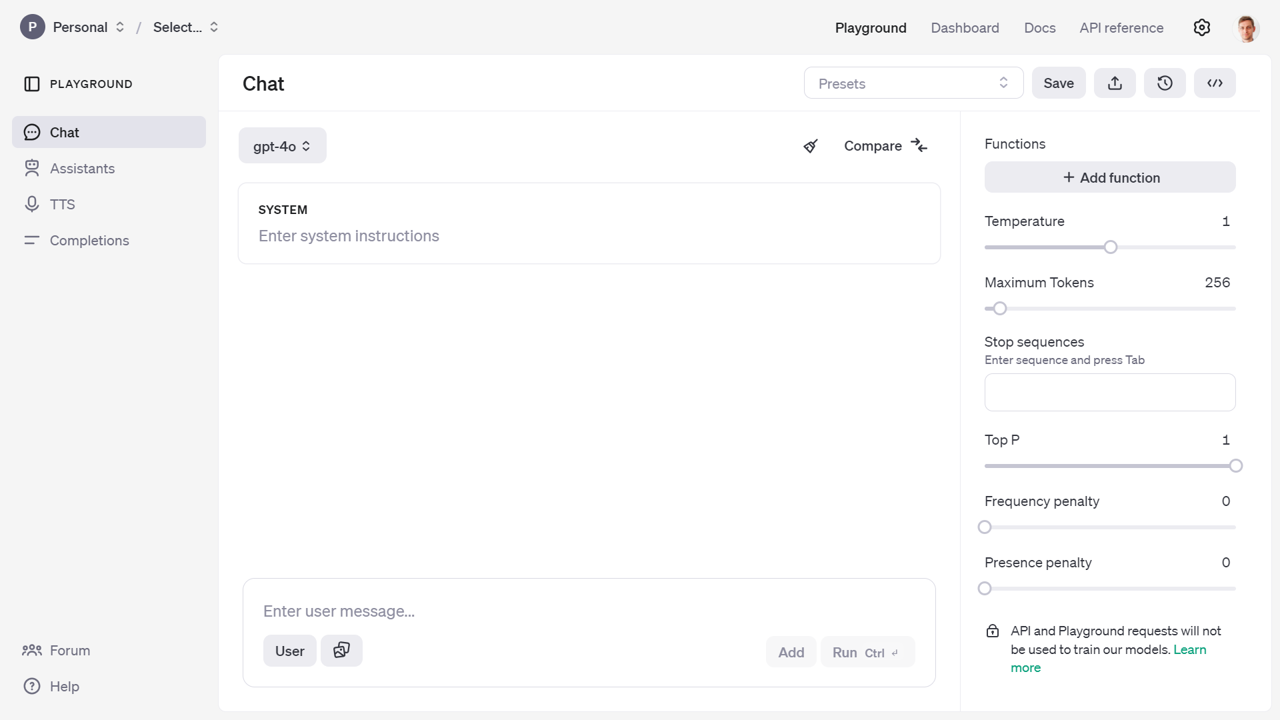 P Personal / Select...
Playground Dashboard Docs API reference
PLAYGROUND
Chat
Assistants
TTS
Completions
Forum
Help
Chat
Presets
Save
gpt-4o
Compare
SYSTEM
Enter system instructions
Enter user message...
User
Add
Run Ctrl ⏎
Functions
+ Add function
Temperature 1
Maximum Tokens 256
Stop sequences
Enter sequence and press Tab
Top P 1
Frequency penalty 0
Presence penalty 0
API and Playground requests will not
be used to train our models. Learn
more